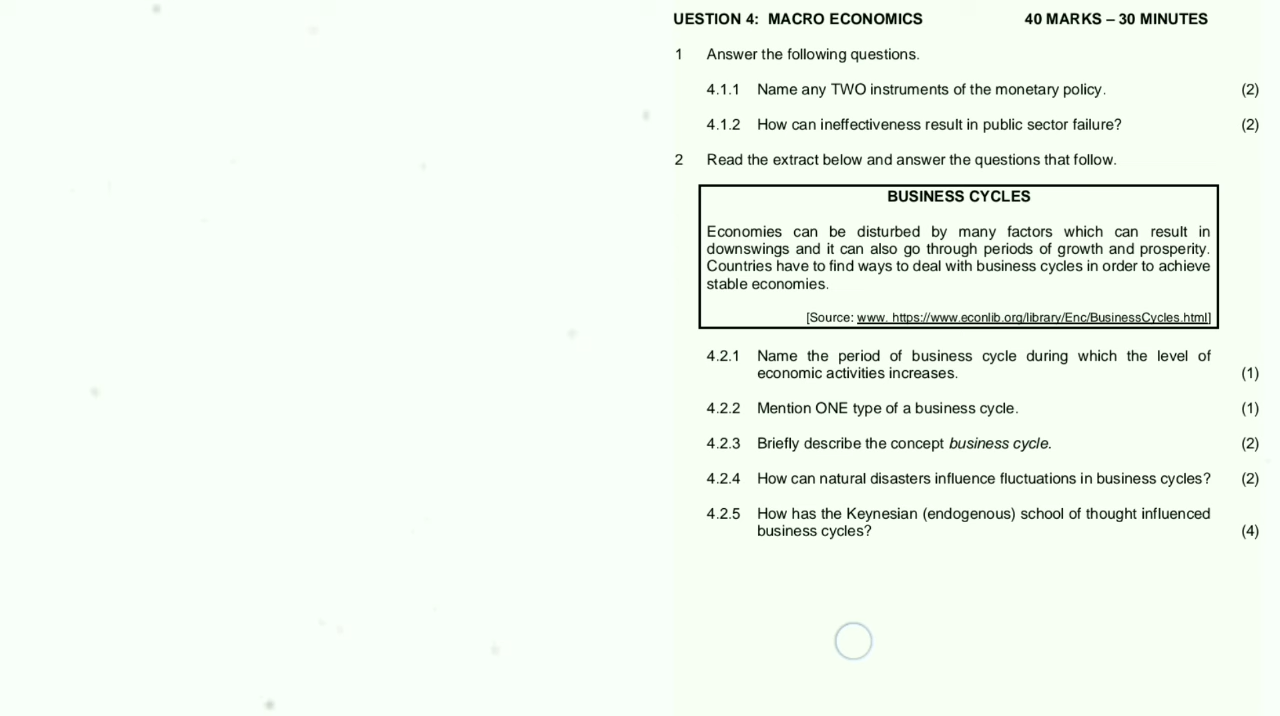 UESTION 4: MACRO ECONOMICS 40 MARKS – 30 MINUTES
1 Answer the following questions.
4.1.1 Name any TWO instruments of the monetary policy. (2)
4.1.2 How can ineffectiveness result in public sector failure? (2)
2 Read the extract below and answer the questions that follow.
BUSINESS CYCLES
Economies can be disturbed by many factors which can result in
downswings and it can also go through periods of growth and prosperity.
Countries have to find ways to deal with business cycles in order to achieve
stable economies.
[Source: www. https://www.econlib.org/library/Enc/BusinessCycles.html]
4.2.1 Name the period of business cycle during which the level of
economic activities increases. (1)
4.2.2 Mention ONE type of a business cycle. (1)
4.2.3 Briefly describe the concept business cycle. (2)
4.2.4 How can natural disasters influence fluctuations in business cycles? (2)
4.2.5 How has the Keynesian (endogenous) school of thought influenced
business cycles? (4)